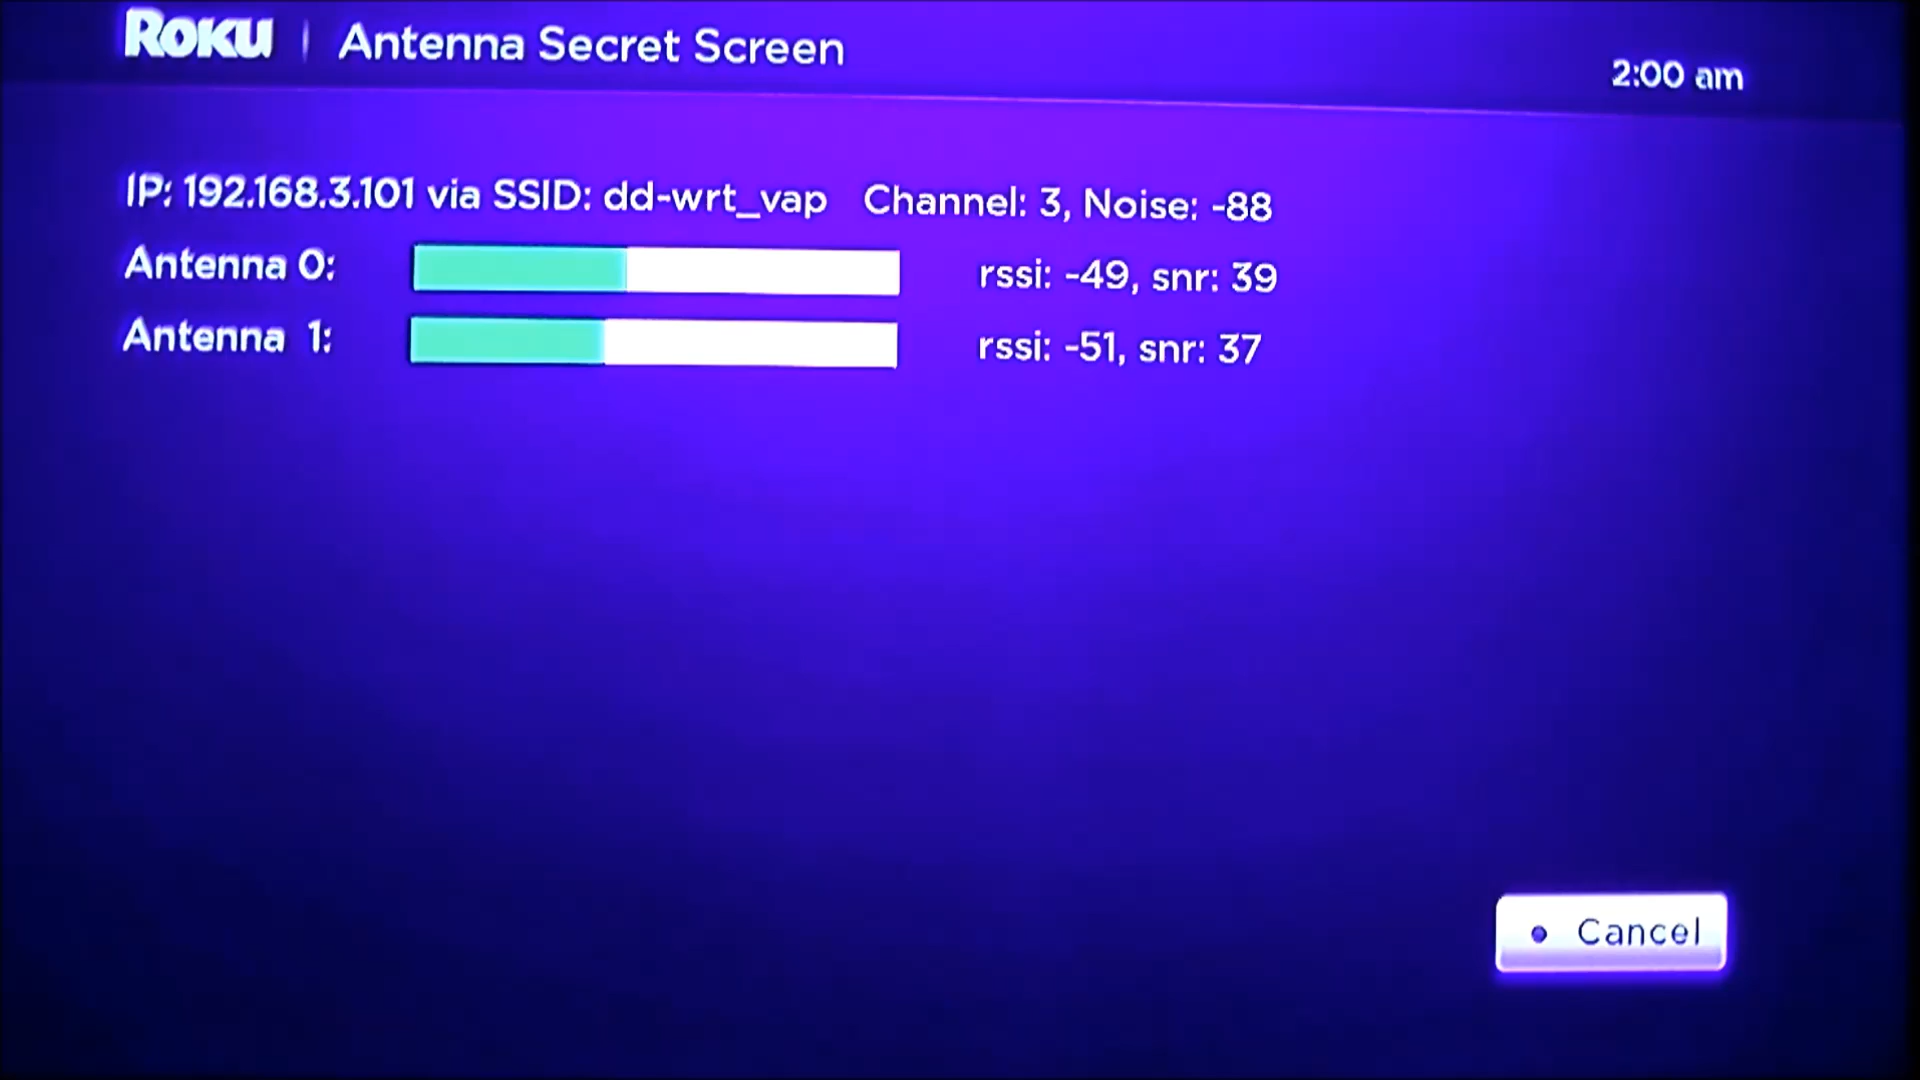 Roku | Antenna Secret Screen
2:00 am
IP: 192.168.3.101 via SSID: dd-wrt_vap Channel: 3, Noise: -88
Antenna 0: rssi: -49, snr: 39
Antenna 1: rssi: -51, snr: 37
Cancel